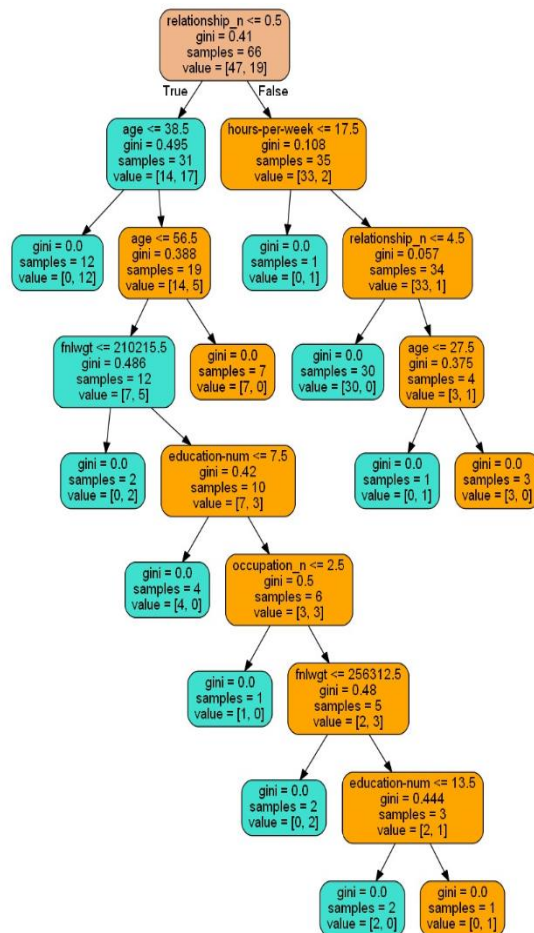 relationship_n <= 0.5
gini = 0.41
samples = 66
value = [47, 19]
True
False
age <= 38.5
gini = 0.495
samples = 31
value = [14, 17]
hours-per-week <= 17.5
gini = 0.108
samples = 35
value = [33, 2]
gini = 0.0
samples = 12
value = [0, 12]
age <= 56.5
gini = 0.388
samples = 19
value = [14, 5]
gini = 0.0
samples = 1
value = [0, 1]
relationship_n <= 4.5
gini = 0.057
samples = 34
value = [33, 1]
fnlwgt <= 210215.5
gini = 0.486
samples = 12
value = [7, 5]
gini = 0.0
samples = 7
value = [7, 0]
gini = 0.0
samples = 30
value = [30, 0]
age <= 27.5
gini = 0.375
samples = 4
value = [3, 1]
gini = 0.0
samples = 2
value = [0, 2]
education-num <= 7.5
gini = 0.42
samples = 10
value = [7, 3]
gini = 0.0
samples = 1
value = [0, 1]
gini = 0.0
samples = 3
value = [3, 0]
gini = 0.0
samples = 4
value = [4, 0]
occupation_n <= 2.5
gini = 0.5
samples = 6
value = [3, 3]
gini = 0.0
samples = 1
value = [1, 0]
fnlwgt <= 256312.5
gini = 0.48
samples = 5
value = [2, 3]
gini = 0.0
samples = 2
value = [0, 2]
education-num <= 13.5
gini = 0.444
samples = 3
value = [2, 1]
gini = 0.0
samples = 2
value = [2, 0]
gini = 0.0
samples = 1
value = [0, 1]